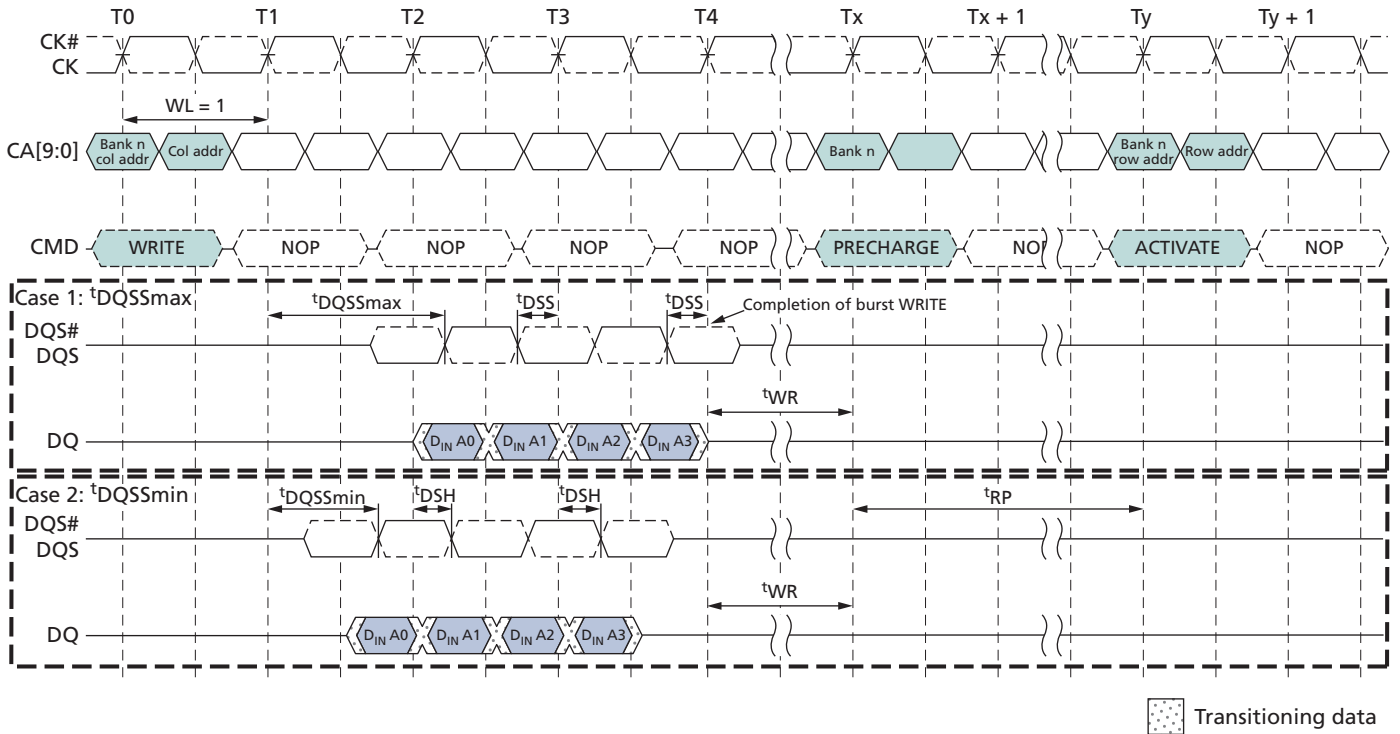 T0 T1 T2 T3 T4 Tx Tx + 1 Ty Ty + 1
CK#
CK
WL = 1
CA[9:0] Bank n col addr Col addr Bank n Bank n row addr Row addr
CMD WRITE NOP NOP NOP NOP PRECHARGE NOP ACTIVATE NOP
Case 1: tDQSSmax
tDQSSmax tDSS tDSS Completion of burst WRITE
DQS#
DQS
tWR
DQ DIN A0 DIN A1 DIN A2 DIN A3
Case 2: tDQSSmin
tDQSSmin tDSH tDSH tRP
DQS#
DQS
tWR
DQ DIN A0 DIN A1 DIN A2 DIN A3
Transitioning data